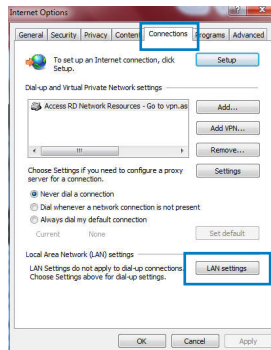 Internet Options
General Security Privacy Content Connections Programs Advanced
To set up an Internet connection, click
Setup.
Setup
Dial-up and Virtual Private Network settings
Access RD Network Resources - Go to vpn.as
Add...
Add VPN...
Remove...
Choose Settings if you need to configure a proxy
server for a connection.
Settings
Never dial a connection
Dial whenever a network connection is not present
Always dial my default connection
Current None
Set default
Local Area Network (LAN) settings
LAN Settings do not apply to dial-up connections.
Choose Settings above for dial-up settings.
LAN settings
OK Cancel Apply